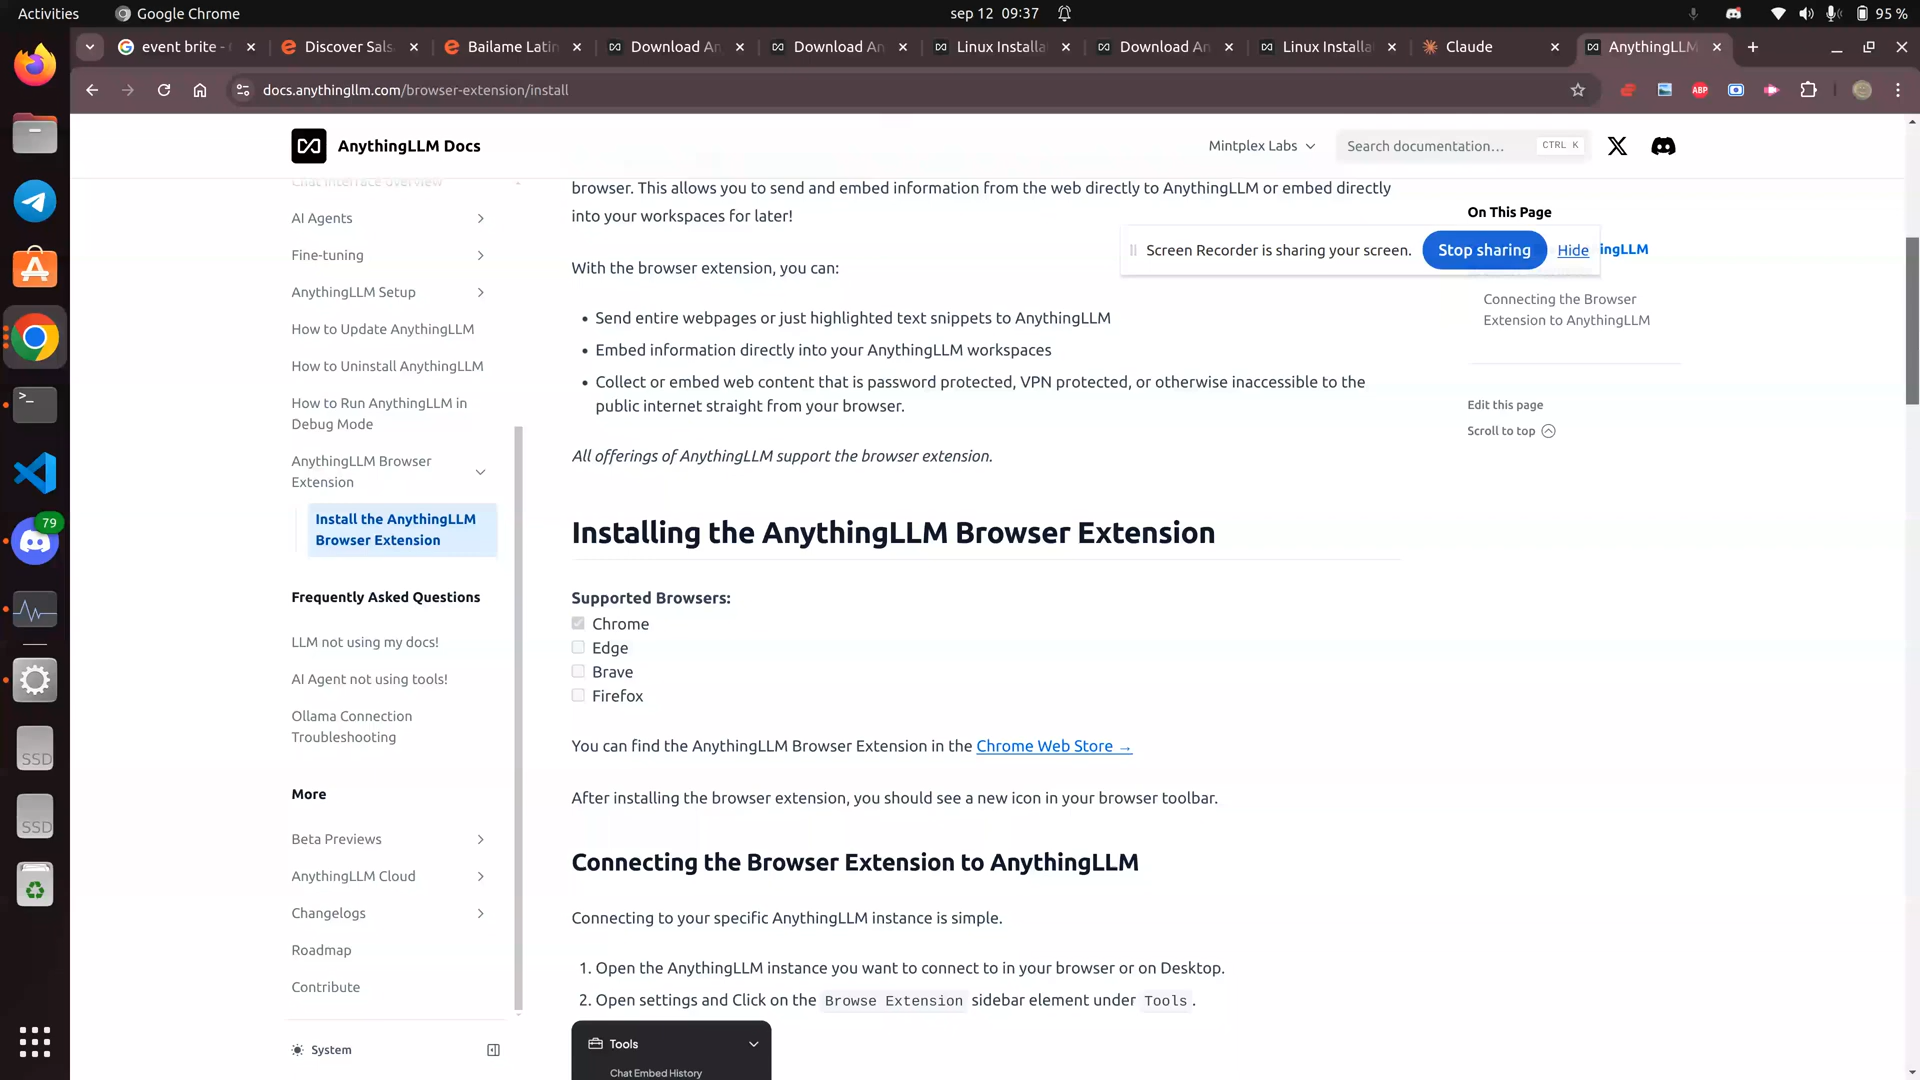 Activities
Google Chrome
sep 12 09:37
95 %
event brite -
Discover Sals
Bailame Latin
Download An
Download An
Linux Installa
Download An
Linux Installa
Claude
AnythingLLM
docs.anythingllm.com/browser-extension/install
ABP
AnythingLLM Docs
Mintplex Labs
Search documentation…
CTRL K
Chat Interface Overview
AI Agents
Fine-tuning
AnythingLLM Setup
How to Update AnythingLLM
How to Uninstall AnythingLLM
How to Run AnythingLLM in
Debug Mode
AnythingLLM Browser
Extension
Install the AnythingLLM
Browser Extension
Frequently Asked Questions
LLM not using my docs!
AI Agent not using tools!
Ollama Connection
Troubleshooting
More
Beta Previews
AnythingLLM Cloud
Changelogs
Roadmap
Contribute
System
79
SSD
SSD
browser. This allows you to send and embed information from the web directly to AnythingLLM or embed directly
into your workspaces for later!
With the browser extension, you can:
• Send entire webpages or just highlighted text snippets to AnythingLLM
• Embed information directly into your AnythingLLM workspaces
• Collect or embed web content that is password protected, VPN protected, or otherwise inaccessible to the
public internet straight from your browser.
All offerings of AnythingLLM support the browser extension.
Installing the AnythingLLM Browser Extension
Supported Browsers:
Chrome
Edge
Brave
Firefox
You can find the AnythingLLM Browser Extension in the Chrome Web Store →
After installing the browser extension, you should see a new icon in your browser toolbar.
Connecting the Browser Extension to AnythingLLM
Connecting to your specific AnythingLLM instance is simple.
1. Open the AnythingLLM instance you want to connect to in your browser or on Desktop.
2. Open settings and Click on the Browse Extension sidebar element under Tools.
Tools
Chat Embed History
Screen Recorder is sharing your screen.
Stop sharing
Hide
On This Page
ingLLM
Connecting the Browser
Extension to AnythingLLM
Edit this page
Scroll to top